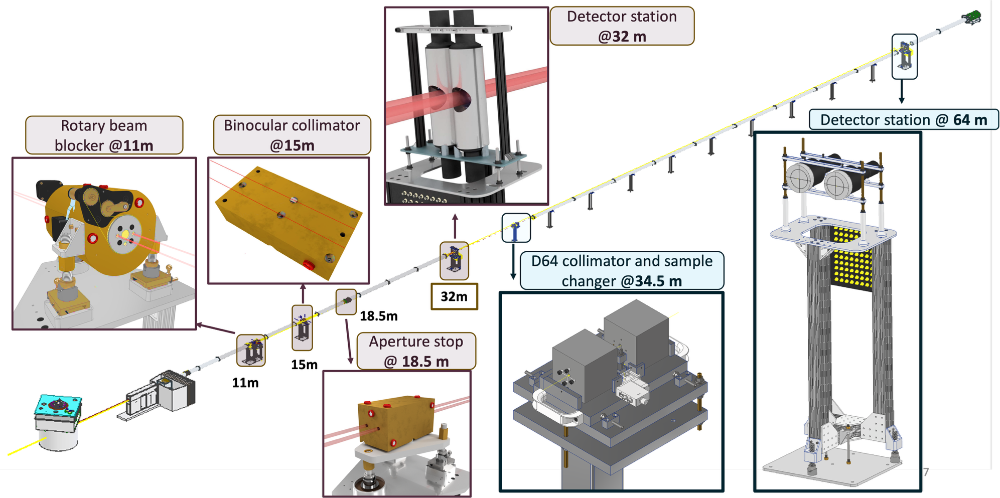 Detector station
@32 m
Detector station @ 64 m
Rotary beam
blocker @11m
Binocular collimator
@15m
D64 collimator and sample
changer @34.5 m
32m
18.5m
Aperture stop
@ 18.5 m
15m
11m
7